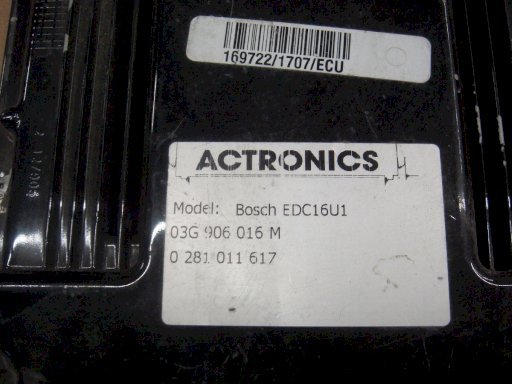 169722/1707/ECU
ACTRONICS
Model: Bosch EDC16U1
03G 906 016 M
0 281 011 617